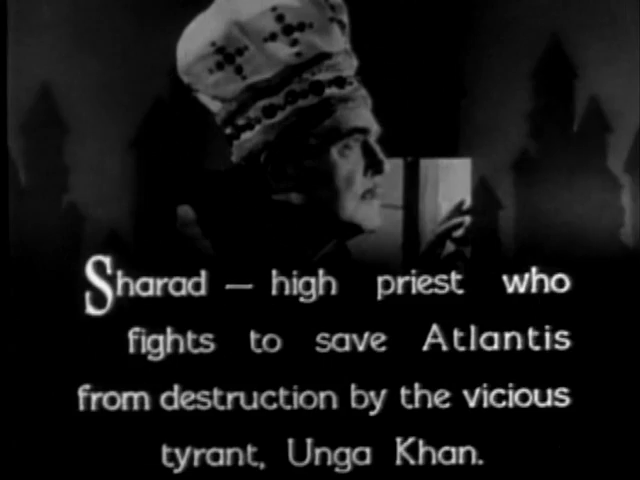 Sharad — high priest who
fights to save Atlantis
from destruction by the vicious
tyrant, Unga Khan.